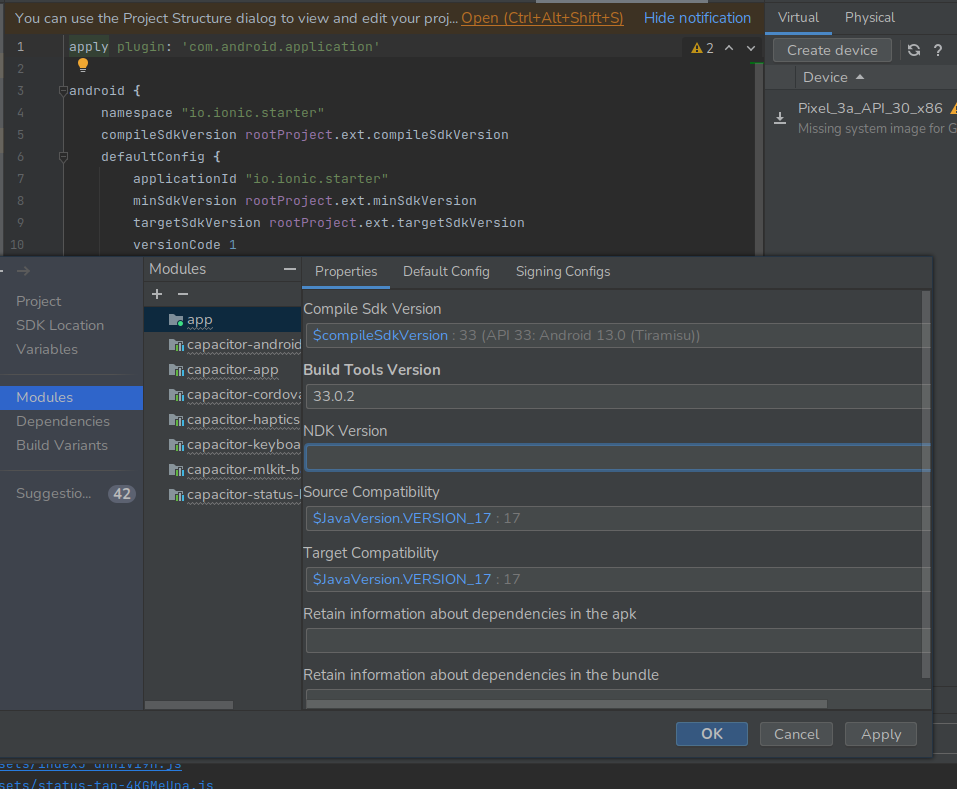 You can use the Project Structure dialog to view and edit your proj... Open (Ctrl+Alt+Shift+S) Hide notification
Virtual Physical
Create device ?
Device
Pixel_3a_API_30_x86
Missing system image for G
2
1 apply plugin: 'com.android.application'
2
3 android {
4 namespace "io.ionic.starter"
5 compileSdkVersion rootProject.ext.compileSdkVersion
6 defaultConfig {
7 applicationId "io.ionic.starter"
8 minSdkVersion rootProject.ext.minSdkVersion
9 targetSdkVersion rootProject.ext.targetSdkVersion
10 versionCode 1
Project
SDK Location
Variables
Modules
Dependencies
Build Variants
Suggestio... 42
Modules
app
capacitor-android
capacitor-app
capacitor-cordova
capacitor-haptics
capacitor-keyboa
capacitor-mlkit-b
capacitor-status-
Properties Default Config Signing Configs
Compile Sdk Version
$compileSdkVersion : 33 (API 33: Android 13.0 (Tiramisu))
Build Tools Version
33.0.2
NDK Version
Source Compatibility
$JavaVersion.VERSION_17 : 17
Target Compatibility
$JavaVersion.VERSION_17 : 17
Retain information about dependencies in the apk
Retain information about dependencies in the bundle
OK Cancel Apply
sets/status-tap-4KGMeUna.js